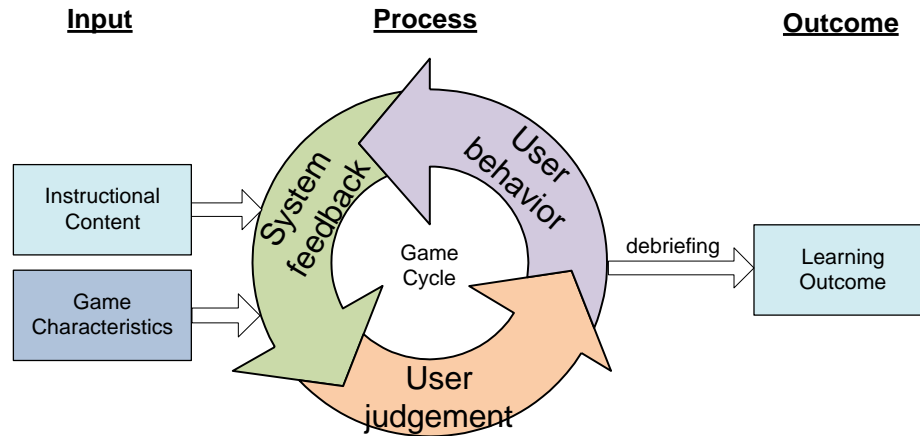 Input
Process
Outcome
Instructional
Content
Game
Characteristics
System
feedback
User
behavior
Game
Cycle
User
judgement
debriefing
Learning
Outcome